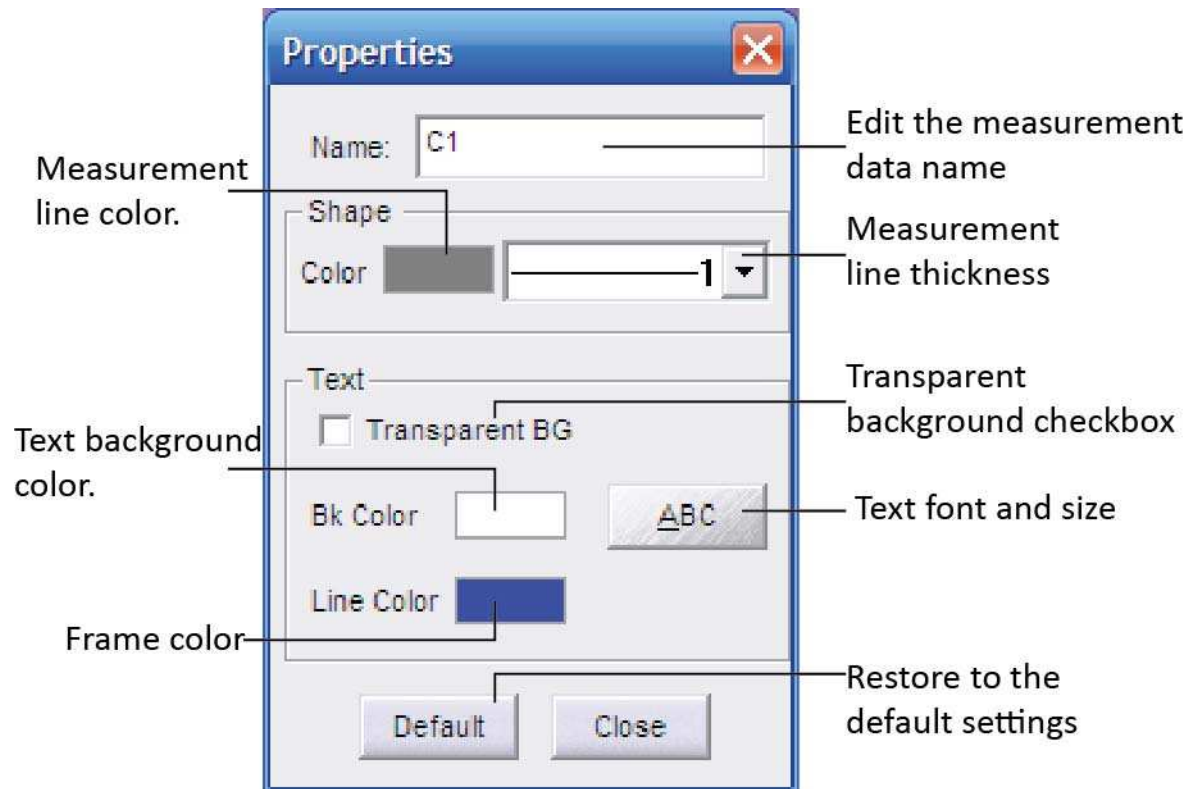 Properties
Name: C1
Edit the measurement
data name
Measurement
line color.
Shape
Color 1
Measurement
line thickness
Text
Transparent BG
Transparent
background checkbox
Text background
color.
Bk Color ABC
Text font and size
Line Color
Frame color
Default Close
Restore to the
default settings